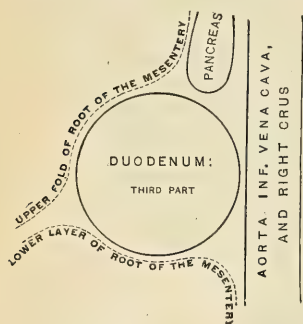 PANCREAS
UPPER FOLD OF ROOT OF THE MESENTERY
DUODENUM:
THIRD PART
LOWER LAYER OF ROOT OF THE MESENTERY
AORTA. INF. VENA CAVA,
AND RIGHT CRUS